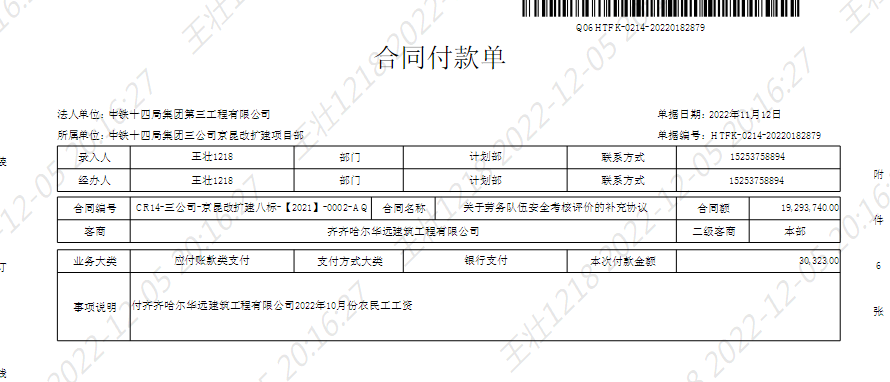 Q06 HTFK-0214-20220182879
合同付款单
法人单位: 中铁十四局集团第三工程有限公司 单据日期: 2022年11月12日
所属单位: 中铁十四局集团三公司京昆改扩建项目部 单据编号: HTFK-0214-20220182879
录入人 王壮1218 部门 计划部 联系方式 15253758894
经办人 王壮1218 部门 计划部 联系方式 15253758894
合同编号 CR14-三公司-京昆改扩建八标-【2021】-0002-AQ 合同名称 关于劳务队伍安全考核评价的补充协议 合同额 19,293,740.00
客商 齐齐哈尔华远建筑工程有限公司 二级客商 本部
业务大类 应付账款类支付 支付方式大类 银行支付 本次付款金额 30,323.00
事项说明 付齐齐哈尔华远建筑工程有限公司2022年10月份农民工工资
附
件
6
张
订
线
王壮1218 2022-12-05 20:16:27